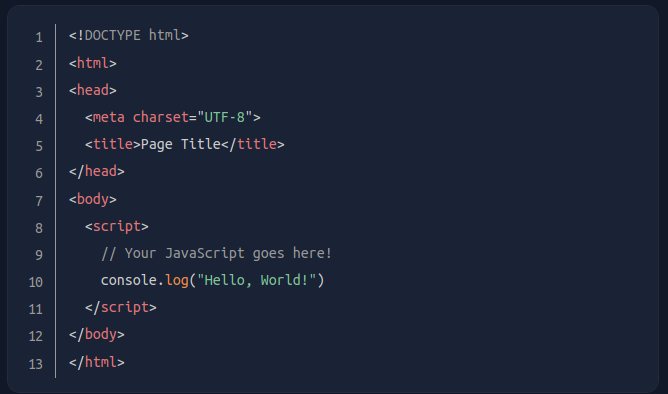 1 <!DOCTYPE html>
2 <html>
3 <head>
4   <meta charset="UTF-8">
5   <title>Page Title</title>
6 </head>
7 <body>
8   <script>
9     // Your JavaScript goes here!
10     console.log("Hello, World!")
11   </script>
12 </body>
13 </html>